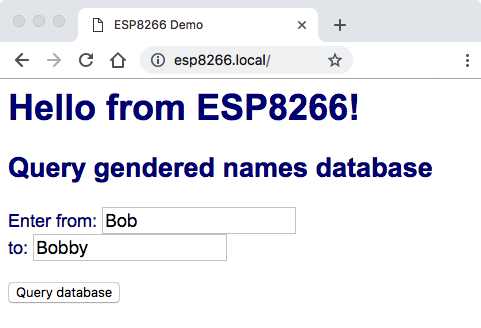 ESP8266 Demo
esp8266.local/
Hello from ESP8266!
Query gendered names database
Enter from: Bob
to: Bobby
Query database